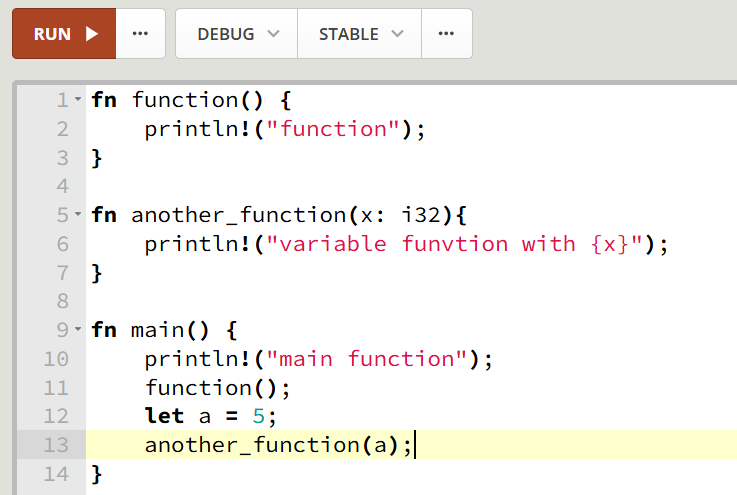 RUN ▶ ··· DEBUG STABLE ···
1 fn function() {
2     println!("function");
3 }
4
5 fn another_function(x: i32){
6     println!("variable funvtion with {x}");
7 }
8
9 fn main() {
10     println!("main function");
11     function();
12     let a = 5;
13     another_function(a);
14 }